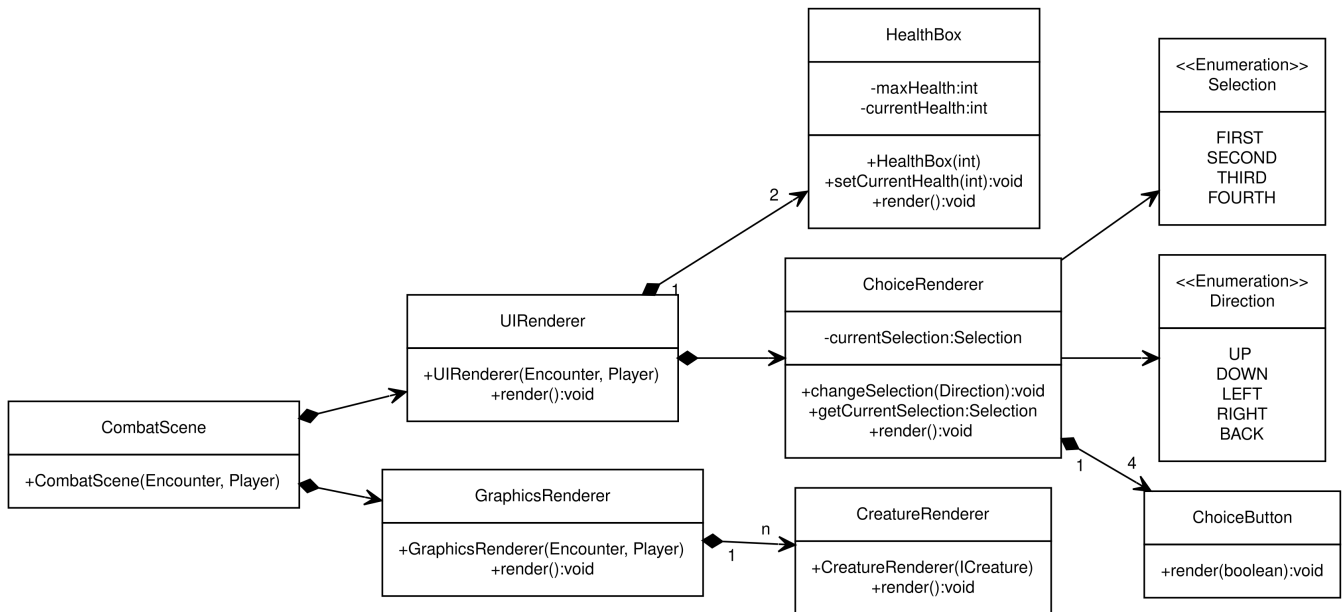 HealthBox
-maxHealth:int
-currentHealth:int
+HealthBox(int)
+setCurrentHealth(int):void
+render():void
<<Enumeration>>
Selection
FIRST
SECOND
THIRD
FOURTH
2
1
UIRenderer
+UIRenderer(Encounter, Player)
+render():void
ChoiceRenderer
-currentSelection:Selection
+changeSelection(Direction):void
+getCurrentSelection:Selection
+render():void
<<Enumeration>>
Direction
UP
DOWN
LEFT
RIGHT
BACK
CombatScene
+CombatScene(Encounter, Player)
1
4
GraphicsRenderer
+GraphicsRenderer(Encounter, Player)
+render():void
n
1
CreatureRenderer
+CreatureRenderer(ICreature)
+render():void
ChoiceButton
+render(boolean):void